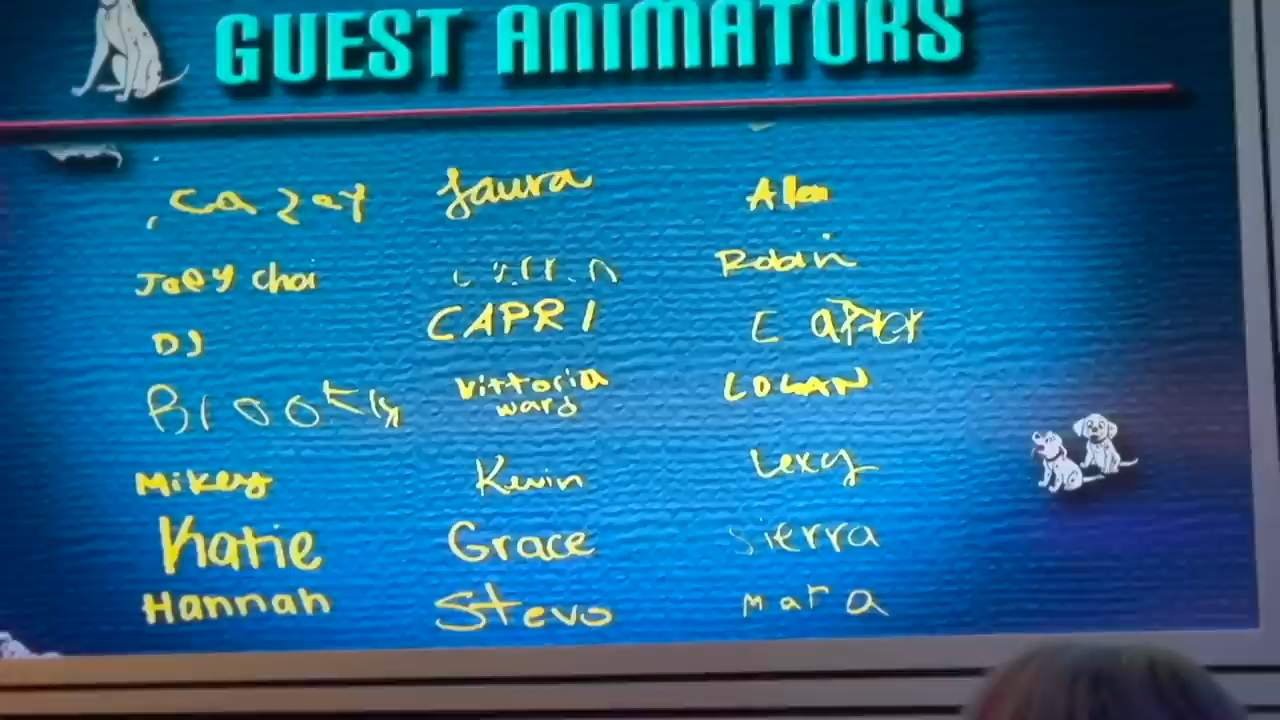 GUEST ANIMATORS
Laura
Joey Choi
Robin
DJ
CAPRI
Vittoria
ward
LOGAN
Mikey
Kevin
Lexy
Katie
Grace
Sierra
Hannah
Stevo
Mara